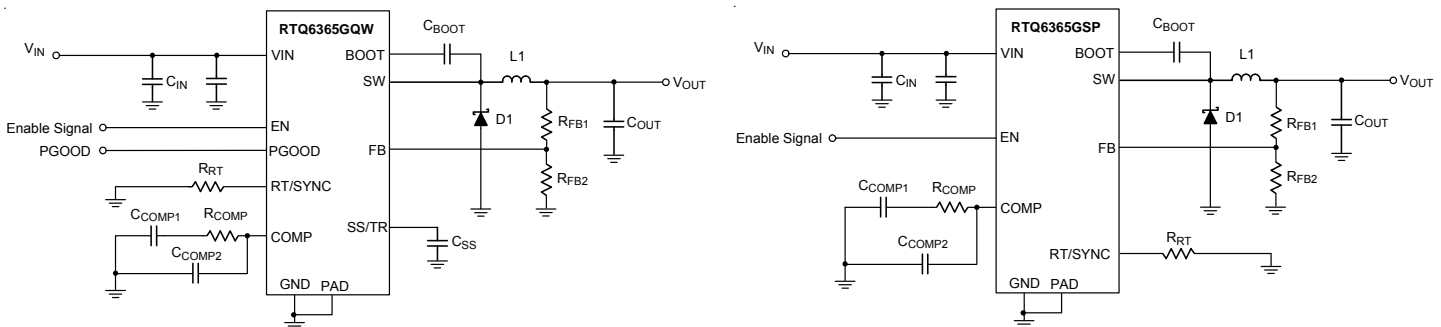 RTQ6365GQW
VIN
VIN
CIN
BOOT
CBOOT
SW
L1
VOUT
D1
RFB1
COUT
Enable Signal
EN
PGOOD
PGOOD
FB
RFB2
RRT
RT/SYNC
CCOMP1
RCOMP
COMP
CCOMP2
SS/TR
CSS
GND
PAD
RTQ6365GSP
VIN
VIN
CIN
BOOT
CBOOT
SW
L1
VOUT
D1
RFB1
COUT
Enable Signal
EN
FB
RFB2
CCOMP1
RCOMP
COMP
CCOMP2
RT/SYNC
RRT
GND
PAD